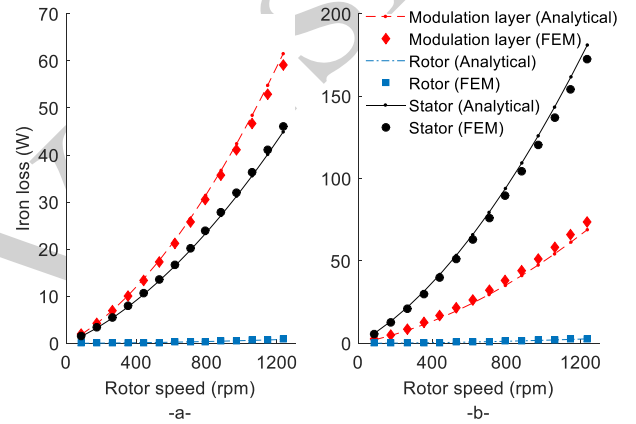 70
60
50
40
30
20
10
0
Iron loss (W)
0 400 800 1200
Rotor speed (rpm)
-a-
200
150
100
50
0
Modulation layer (Analytical)
Modulation layer (FEM)
Rotor (Analytical)
Rotor (FEM)
Stator (Analytical)
Stator (FEM)
0 400 800 1200
Rotor speed (rpm)
-b-